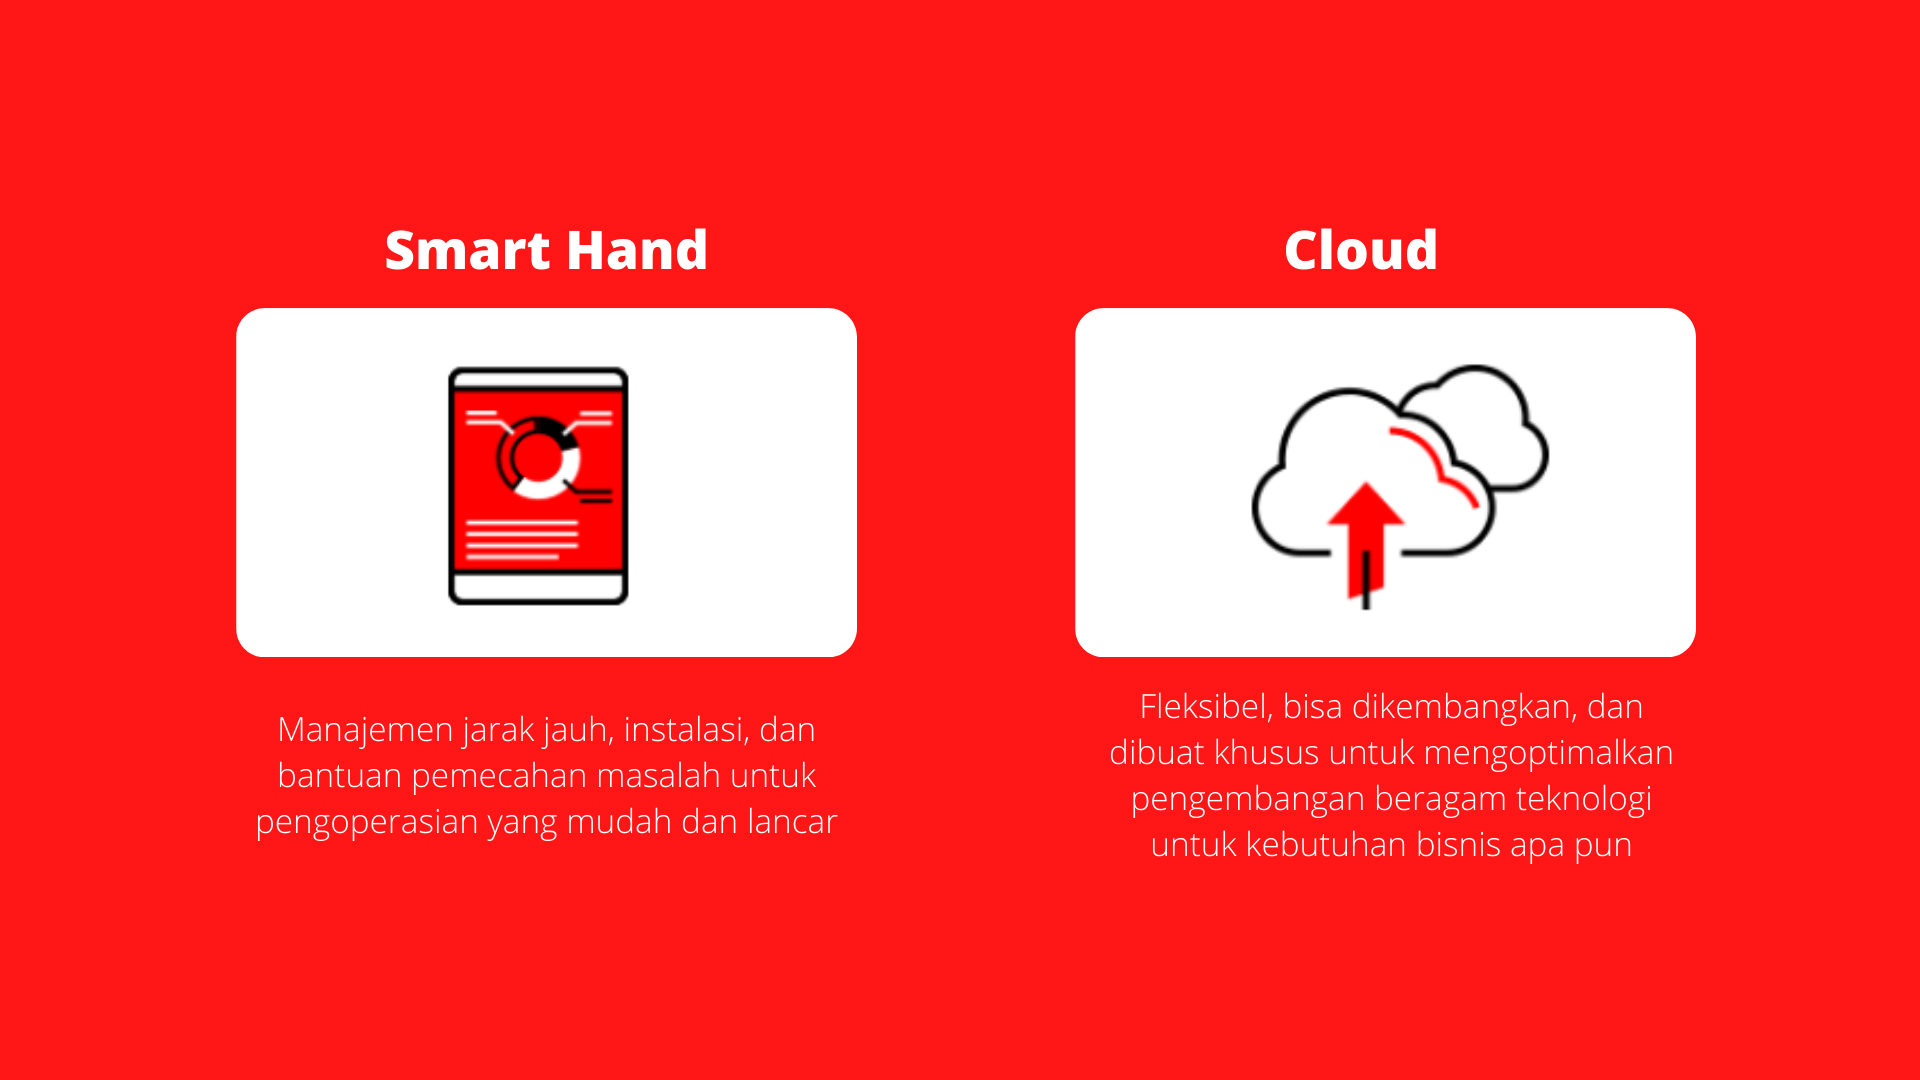 Smart Hand
Manajemen jarak jauh, instalasi, dan
bantuan pemecahan masalah untuk
pengoperasian yang mudah dan lancar
Cloud
Fleksibel, bisa dikembangkan, dan
dibuat khusus untuk mengoptimalkan
pengembangan beragam teknologi
untuk kebutuhan bisnis apa pun